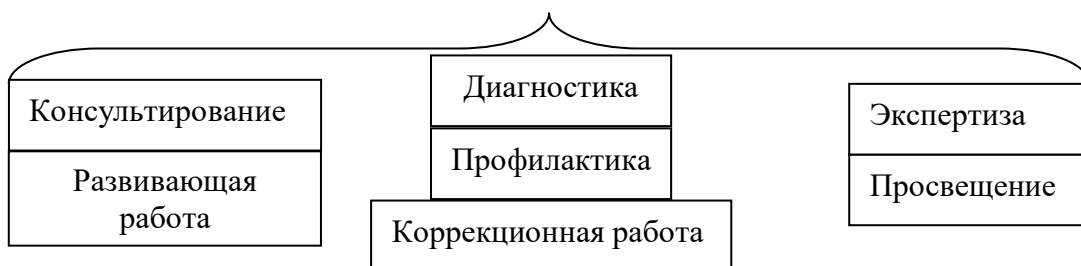 Консультирование
Развивающая
работа
Диагностика
Профилактика
Коррекционная работа
Экспертиза
Просвещение